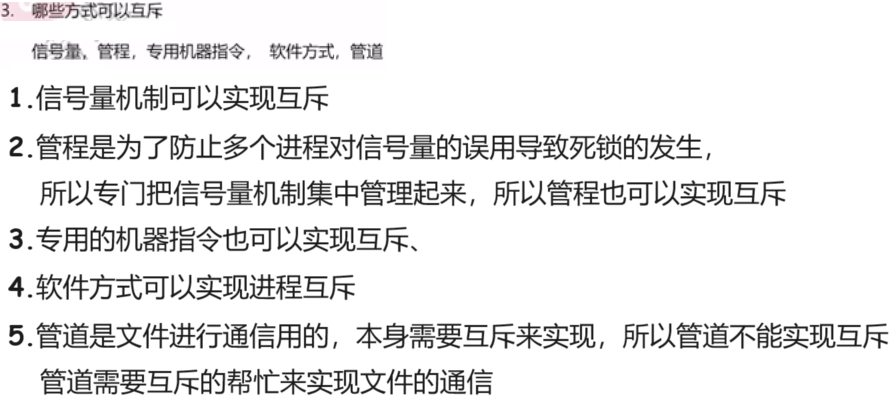 3. 哪些方式可以互斥
信号量，管程，专用机器指令， 软件方式，管道
1.信号量机制可以实现互斥
2.管程是为了防止多个进程对信号量的误用导致死锁的发生，
所以专门把信号量机制集中管理起来，所以管程也可以实现互斥
3.专用的机器指令也可以实现互斥、
4.软件方式可以实现进程互斥
5.管道是文件进行通信用的，本身需要互斥来实现，所以管道不能实现互斥
管道需要互斥的帮忙来实现文件的通信